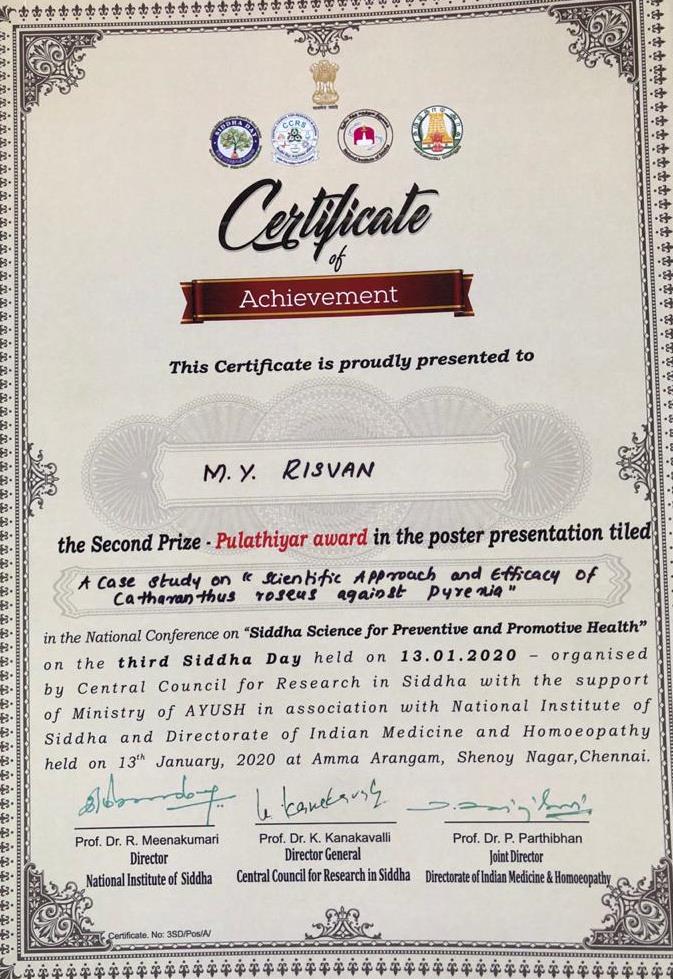 SIDDHA DAY
CCRS
Certificate
of
Achievement
This Certificate is proudly presented to
M. Y. RISVAN
the Second Prize - Pulathiyar award in the poster presentation tiled
A Case study on " Scientific Approach and Efficacy of
Catharanthus roseus against Pyrexia"
in the National Conference on “Siddha Science for Preventive and Promotive Health”
on the third Siddha Day held on 13.01.2020 – organised
by Central Council for Research in Siddha with the support
of Ministry of AYUSH in association with National Institute of
Siddha and Directorate of Indian Medicine and Homoeopathy
held on 13th January, 2020 at Amma Arangam, Shenoy Nagar,Chennai.
Prof. Dr. R. Meenakumari
Director
National Institute of Siddha
Prof. Dr. K. Kanakavalli
Director General
Central Council for Research in Siddha
Prof. Dr. P. Parthibhan
Joint Director
Directorate of Indian Medicine & Homoeopathy
Certificate. No: 3SD/Pos/A/